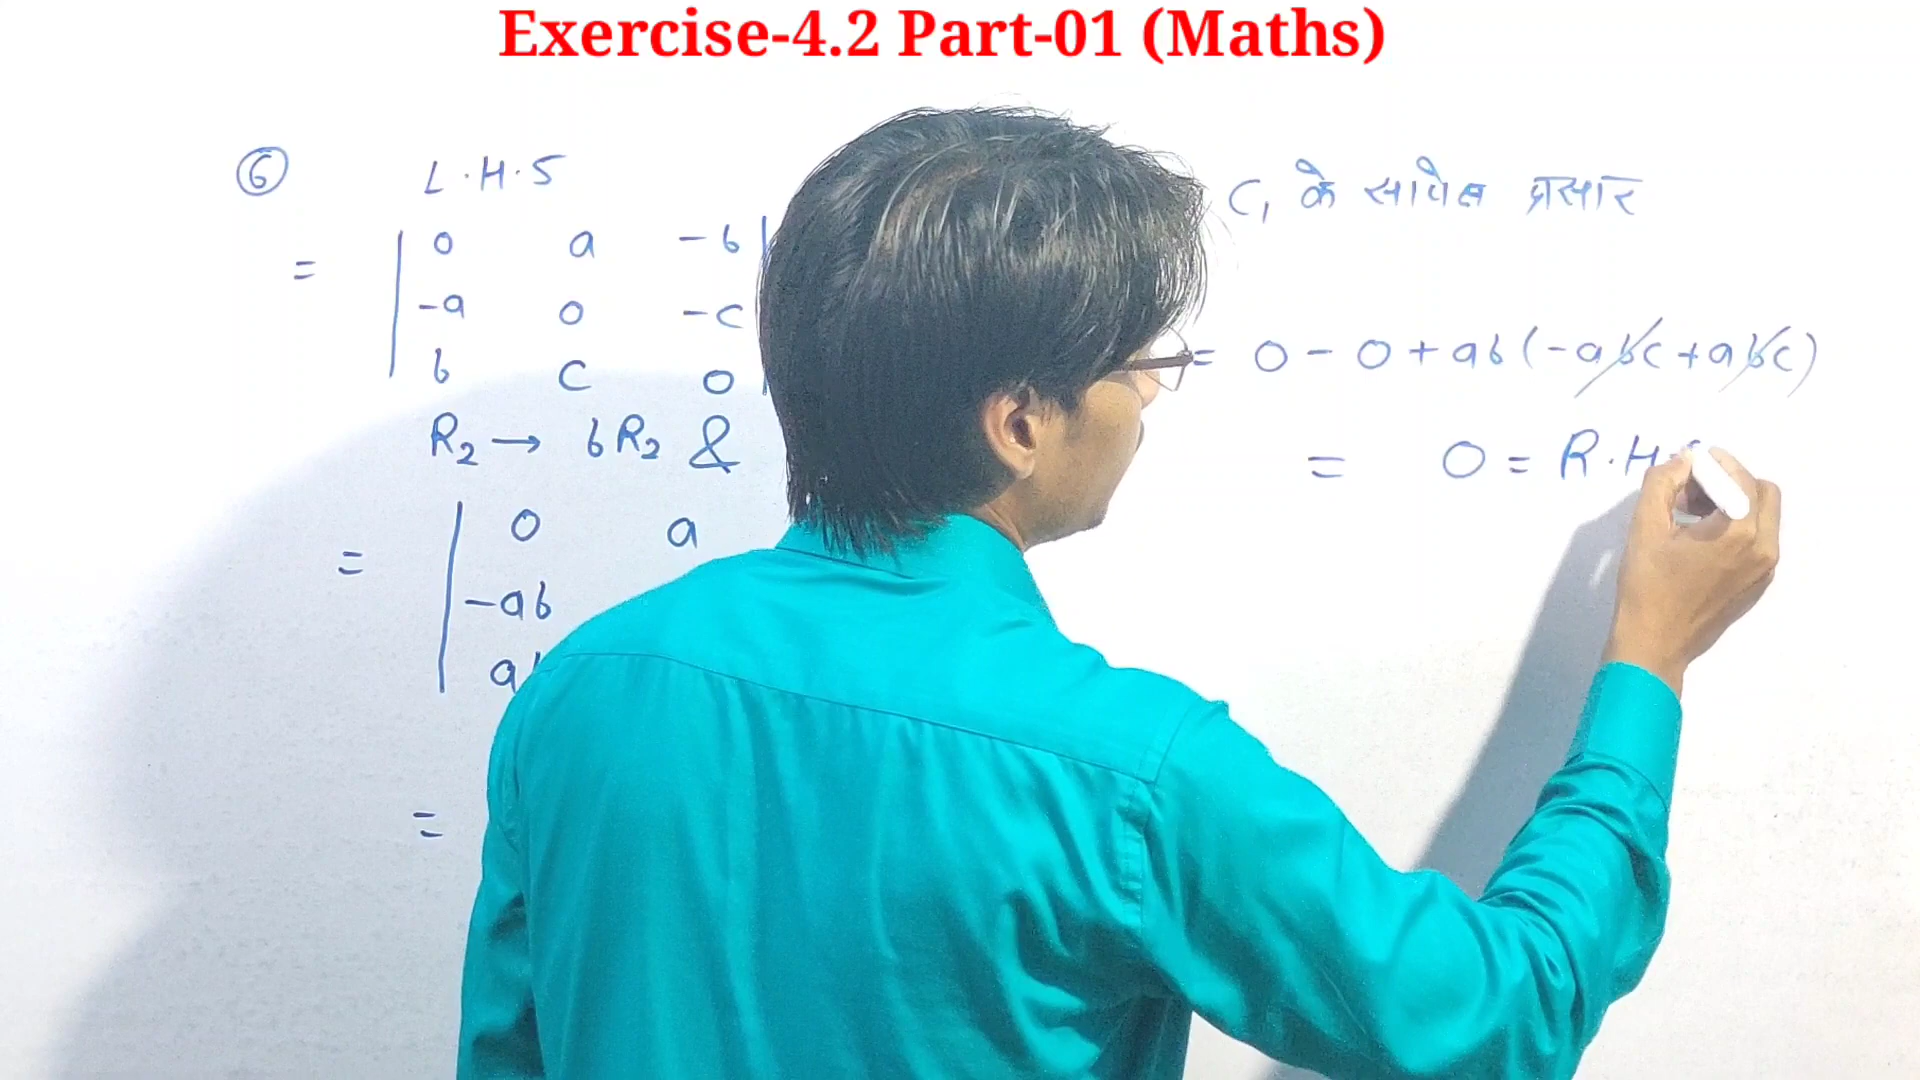 Exercise-4.2 Part-01 (Maths)
⑥ L.H.S
= | 0 a -b |
-a 0 -c
b c 0
R₂ → bR₂ &
= | 0 a
-ab
=
C₁ के सापेक्ष प्रसार
= 0 - 0 + ab (-abc + abc)
= 0 = R.H